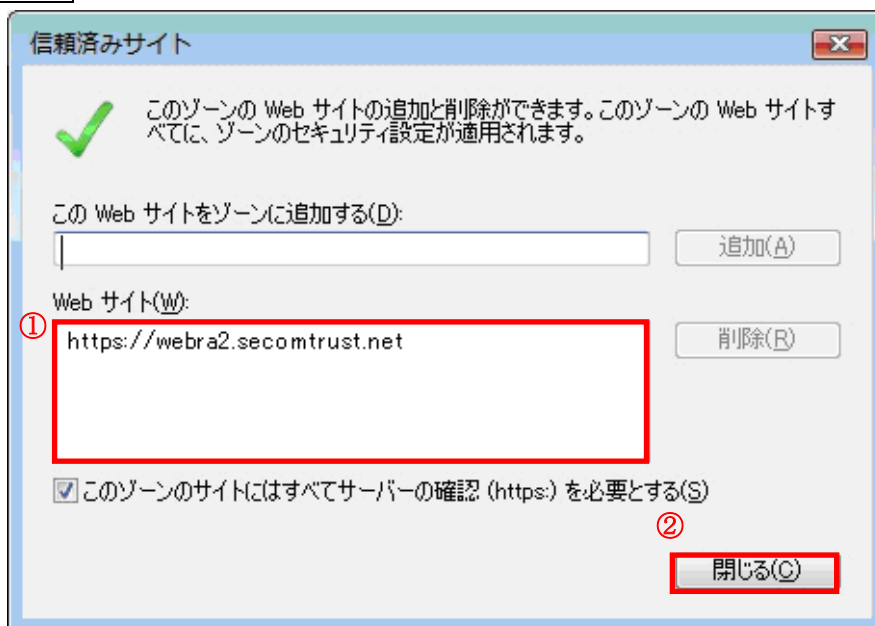 信頼済みサイト
このゾーンの Web サイトの追加と削除ができます。このゾーンの Web サイトす
べてに、ゾーンのセキュリティ設定が適用されます。
この Web サイトをゾーンに追加する(D):
追加(A)
Web サイト(W):
①
https://webra2.secomtrust.net
削除(R)
このゾーンのサイトにはすべてサーバーの確認 (https:) を必要とする(S)
②
閉じる(C)